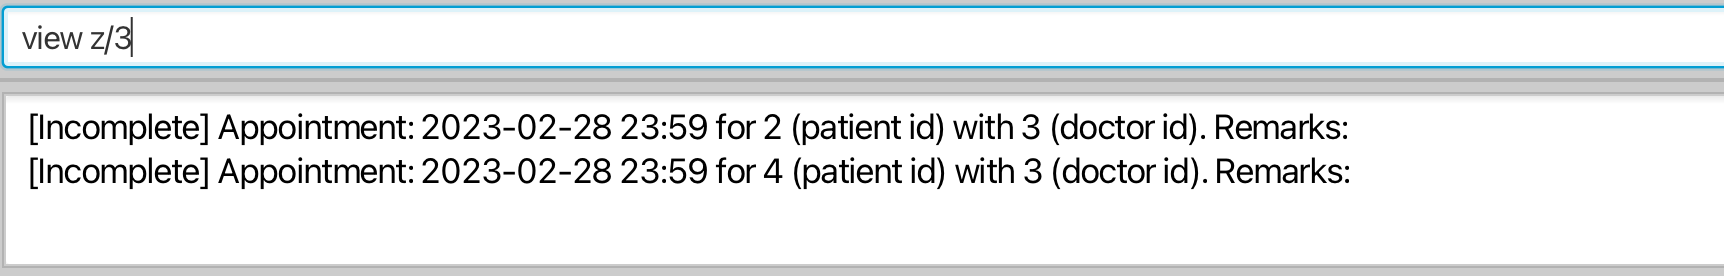 view z/3
[Incomplete] Appointment: 2023-02-28 23:59 for 2 (patient id) with 3 (doctor id). Remarks:
[Incomplete] Appointment: 2023-02-28 23:59 for 4 (patient id) with 3 (doctor id). Remarks: